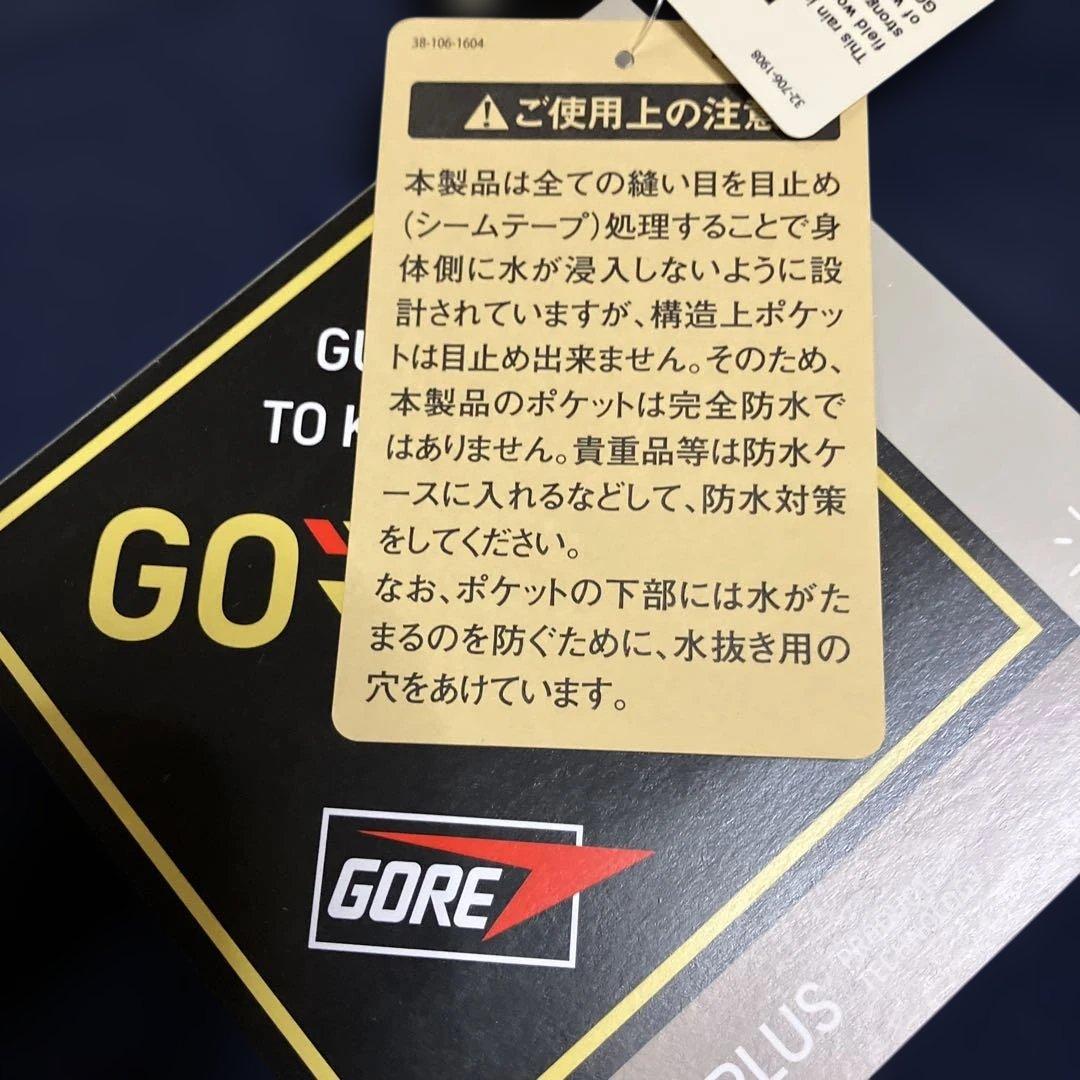 38-106-1604
⚠ご使用上の注意
本製品は全ての縫い目を目止め
(シームテープ)処理することで身
体側に水が浸入しないように設
計されていますが、構造上ポケッ
トは目止め出来ません。そのため、
本製品のポケットは完全防水で
はありません。貴重品等は防水ケ
ースに入れるなどして、防水対策
をしてください。
なお、ポケットの下部には水がた
まるのを防ぐために、水抜き用の
穴をあけています。
This rain
field
strong
of
32-706-1908
TO
GORE
PLUS